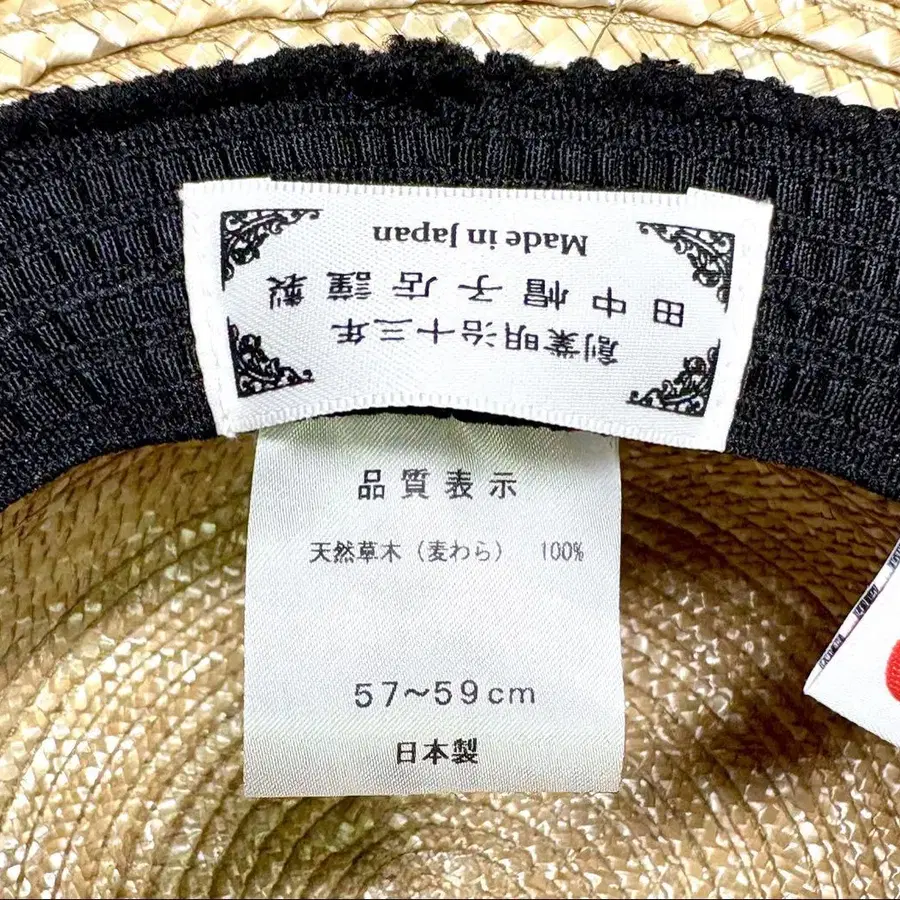 創業明治十三年
田中帽子店謹製
Made in Japan
品質表示
天然草木（麦わら） 100%
57～59cm
日本製